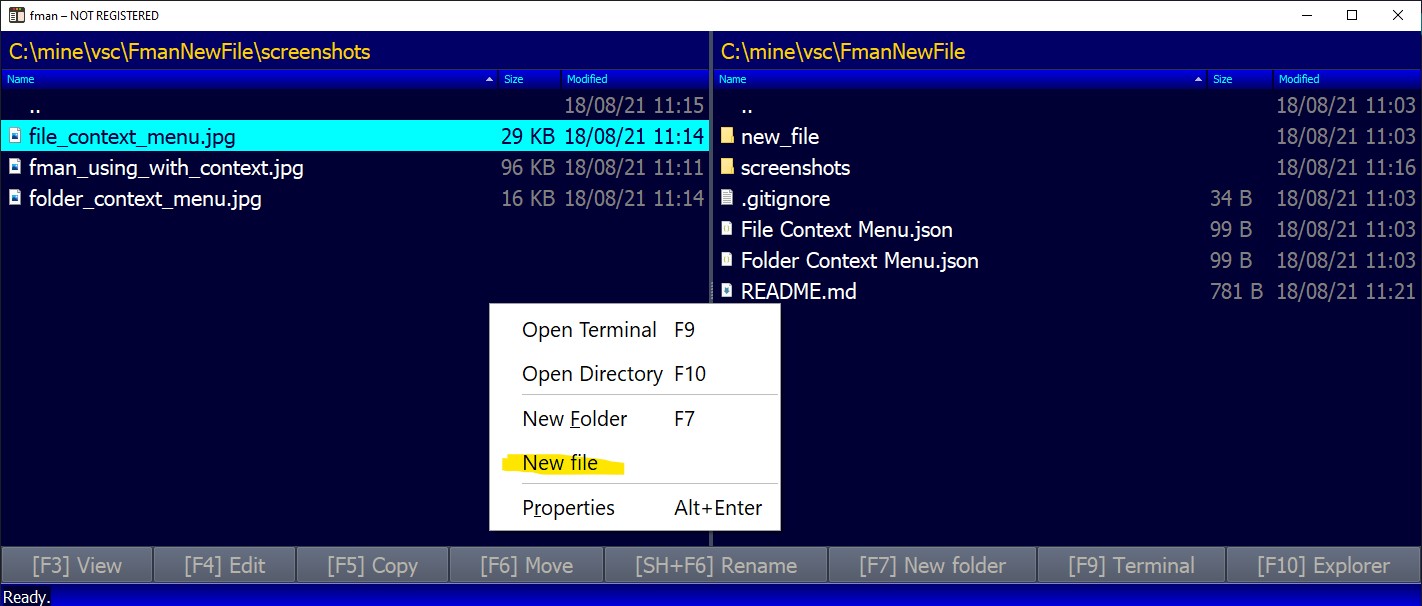 fman – NOT REGISTERED
C:\mine\vsc\FmanNewFile\screenshots
Name Size Modified
.. 18/08/21 11:15
file_context_menu.jpg 29 KB 18/08/21 11:14
fman_using_with_context.jpg 96 KB 18/08/21 11:11
folder_context_menu.jpg 16 KB 18/08/21 11:14
C:\mine\vsc\FmanNewFile
Name Size Modified
.. 18/08/21 11:03
new_file 18/08/21 11:03
screenshots 18/08/21 11:16
.gitignore 34 B 18/08/21 11:03
File Context Menu.json 99 B 18/08/21 11:03
Folder Context Menu.json 99 B 18/08/21 11:03
README.md 781 B 18/08/21 11:21
Open Terminal F9
Open Directory F10
New Folder F7
New file
Properties Alt+Enter
[F3] View [F4] Edit [F5] Copy [F6] Move [SH+F6] Rename [F7] New folder [F9] Terminal [F10] Explorer
Ready.